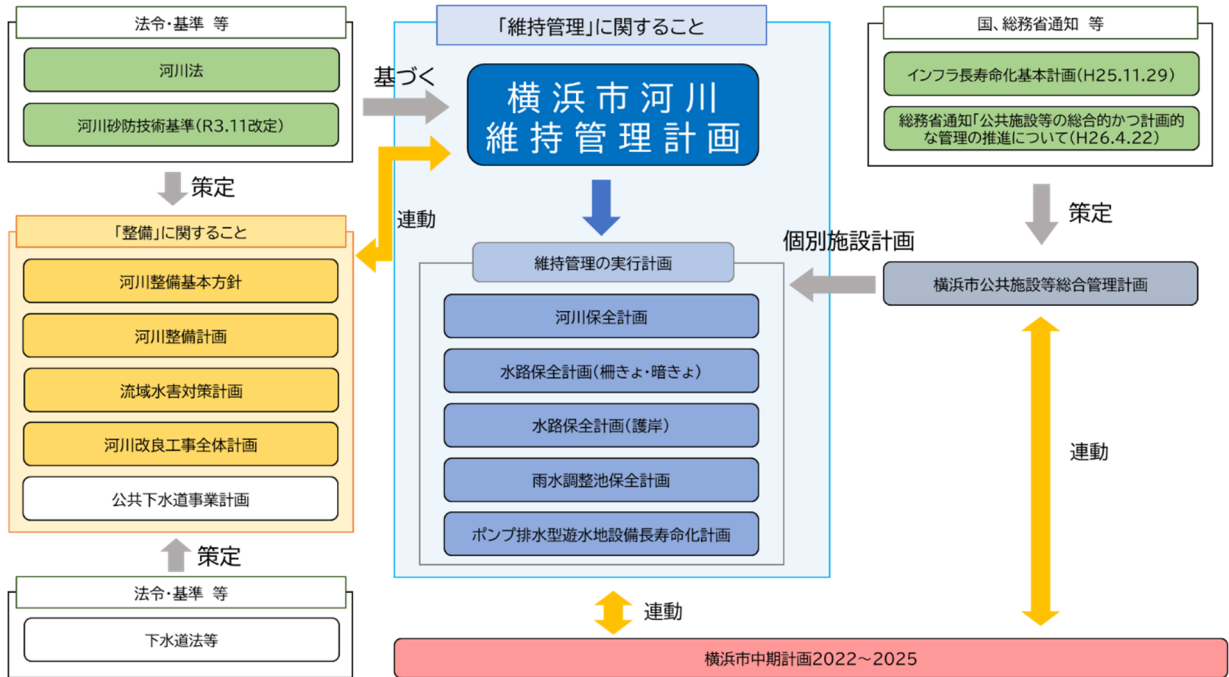 法令・基準 等
河川法
河川砂防技術基準(R3.11改定)
策定
「整備」に関すること
河川整備基本方針
河川整備計画
流域水害対策計画
河川改良工事全体計画
公共下水道事業計画
策定
法令・基準 等
下水道法等
基づく
連動
「維持管理」に関すること
横浜市河川
維持管理計画
維持管理の実行計画
河川保全計画
水路保全計画(柵きょ・暗きょ)
水路保全計画(護岸)
雨水調整池保全計画
ポンプ排水型遊水地設備長寿命化計画
連動
国、総務省通知 等
インフラ長寿命化基本計画(H25.11.29)
総務省通知「公共施設等の総合的かつ計画的
な管理の推進について(H26.4.22)
策定
個別施設計画
横浜市公共施設等総合管理計画
連動
横浜市中期計画2022～2025